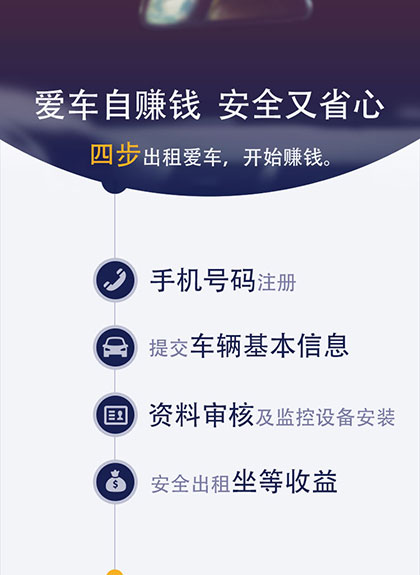 爱车自赚钱 安全又省心
四步出租爱车，开始赚钱。
手机号码注册
提交车辆基本信息
资料审核及监控设备安装
安全出租坐等收益